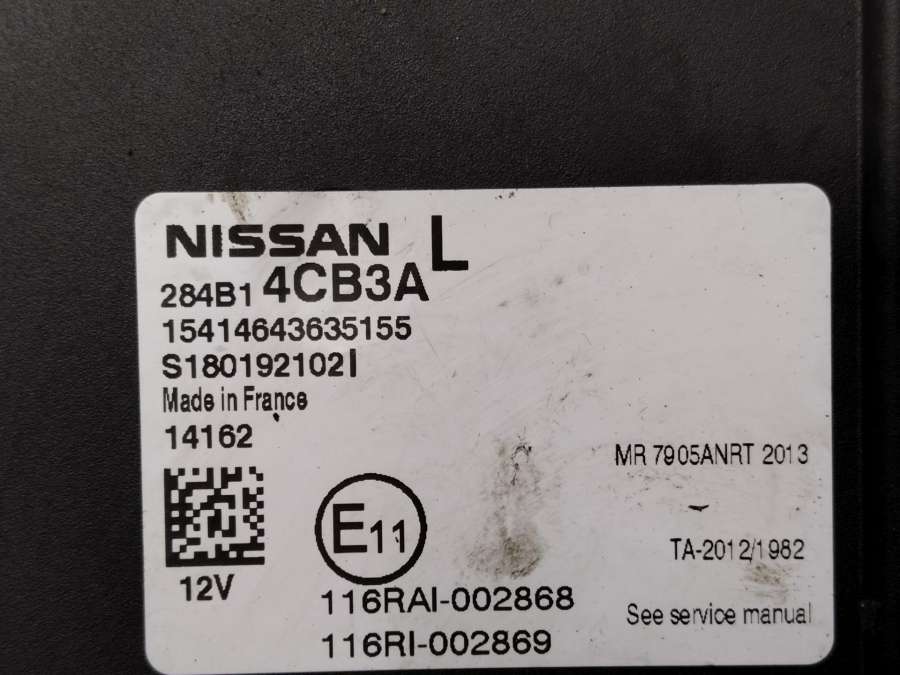 NISSAN L
284B1 4CB3A
15414643635155
S180192102I
Made in France
14162
MR 7905ANRT 2013
E11
TA-2012/1982
12V
116RAI-002868
See service manual
116RI-002869